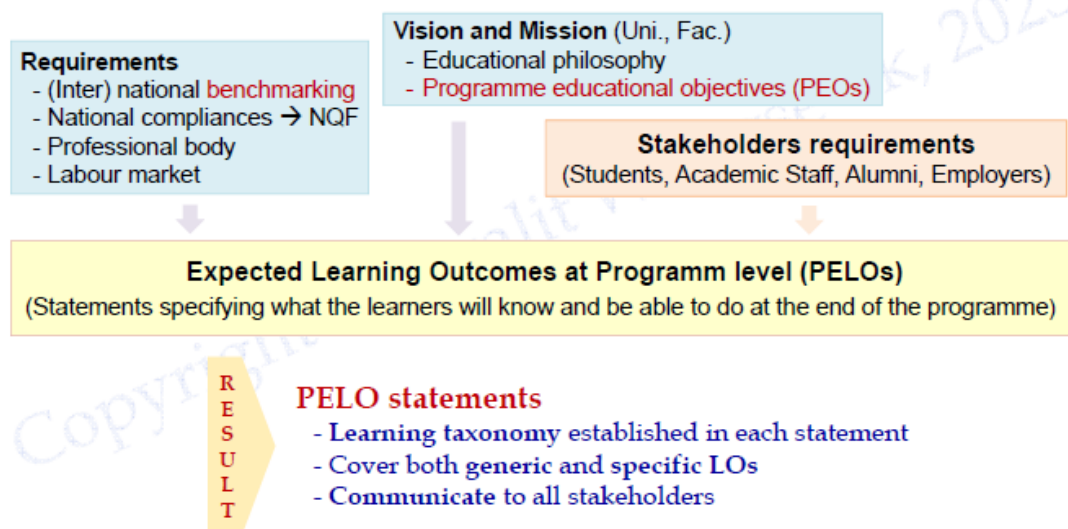 Requirements
- (Inter) national benchmarking
- National compliances → NQF
- Professional body
- Labour market
Vision and Mission (Uni., Fac.)
- Educational philosophy
- Programme educational objectives (PEOs)
Stakeholders requirements
(Students, Academic Staff, Alumni, Employers)
Expected Learning Outcomes at Programm level (PELOs)
(Statements specifying what the learners will know and be able to do at the end of the programme)
RESULT
PELO statements
- Learning taxonomy established in each statement
- Cover both generic and specific LOs
- Communicate to all stakeholders
Copyright